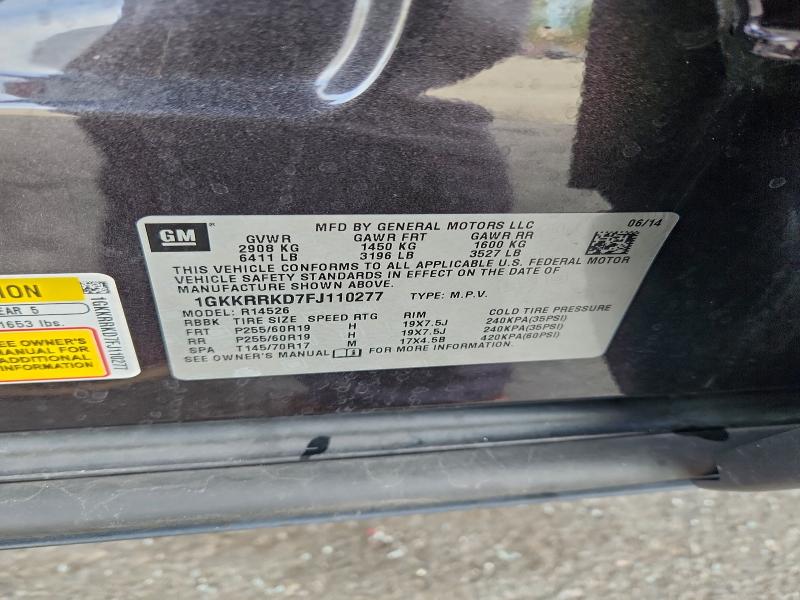 GM
MFD BY GENERAL MOTORS LLC
06/14
GVWR GAWR FRT GAWR RR
2908 KG 1450 KG 1600 KG
6411 LB 3196 LB 3527 LB
THIS VEHICLE CONFORMS TO ALL APPLICABLE U.S. FEDERAL MOTOR
VEHICLE SAFETY STANDARDS IN EFFECT ON THE DATE OF
MANUFACTURE SHOWN ABOVE.
1GKKRRKD7FJ110277 TYPE: M.P.V.
MODEL: R14526
RBBK TIRE SIZE SPEED RTG RIM COLD TIRE PRESSURE
FRT P255/60R19 H 19X7.5J 240KPA(35PSI)
RR P255/60R19 H 19X7.5J 240KPA(35PSI)
SPA T145/70R17 M 17X4.5B 420KPA(60PSI)
SEE OWNER'S MANUAL FOR MORE INFORMATION.
EAR 5
1653 lbs.
SEE OWNER'S
MANUAL FOR
ADDITIONAL
INFORMATION
1GKKRRKD7FJ110277